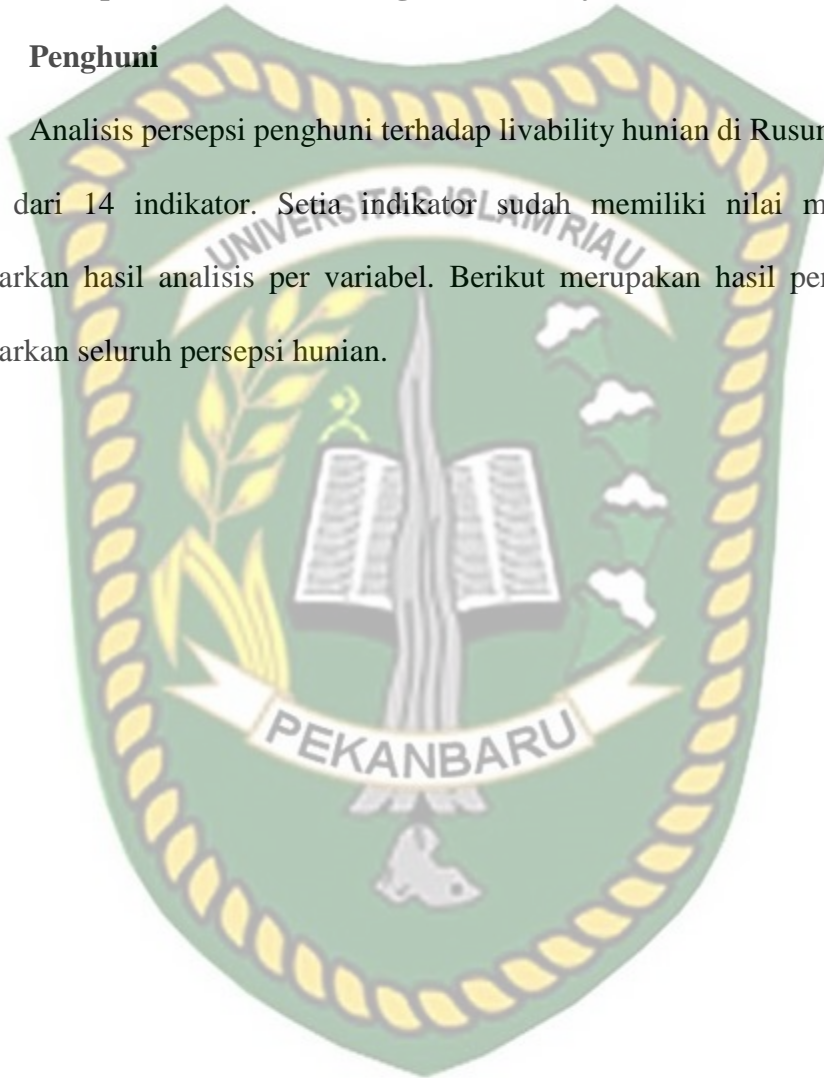 Penghuni
Analisis persepsi penghuni terhadap livability hunian di Rusun
dari 14 indikator. Setia indikator sudah memiliki nilai
arkan hasil analisis per variabel. Berikut merupakan hasil
arkan seluruh persepsi hunian.
UNIVERSITAS ISLAM RIAU
PEKANBARU